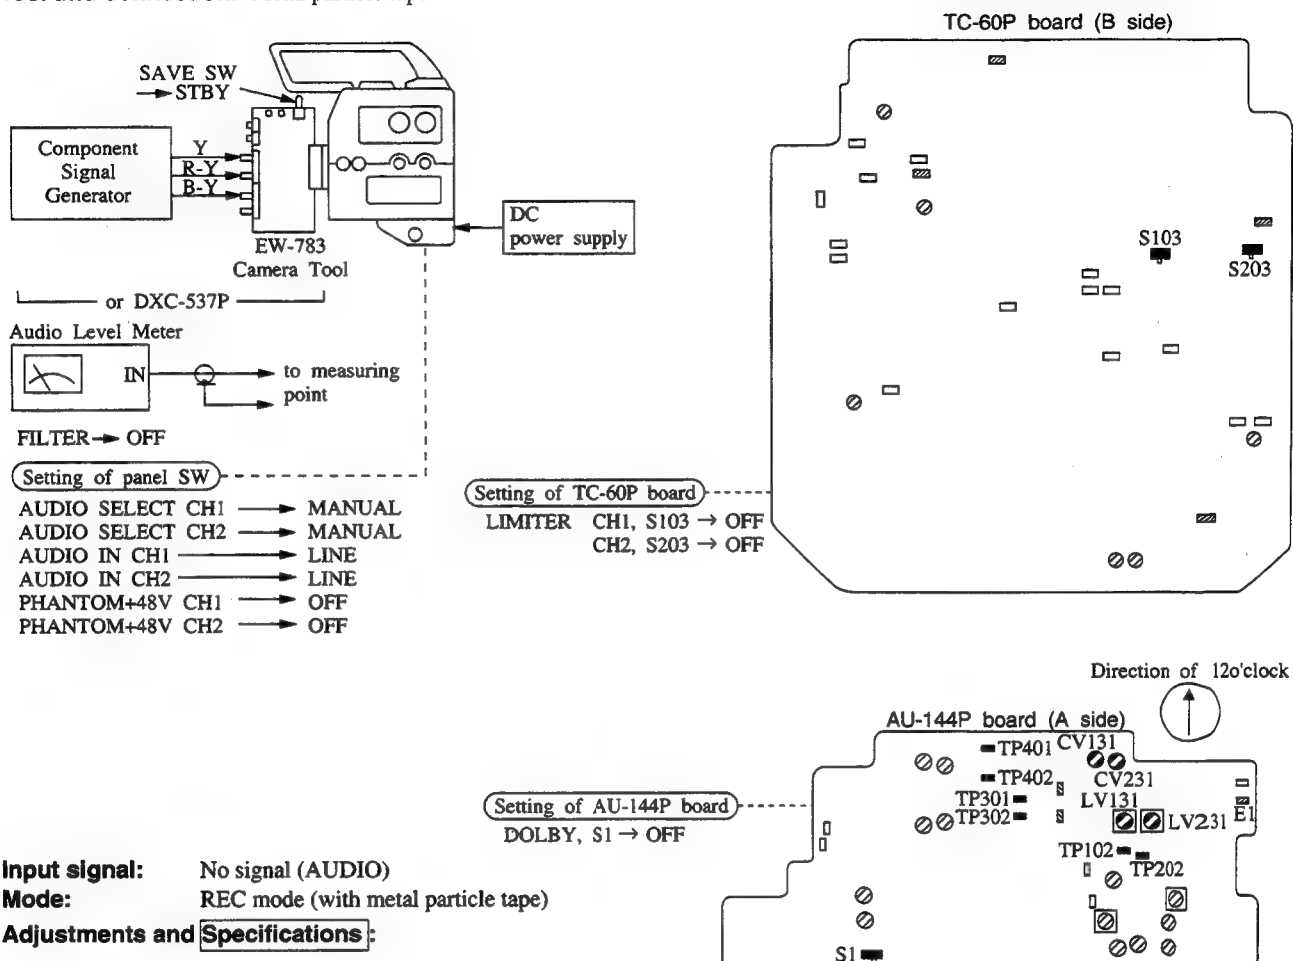 TC-60P board (B side)
SAVE SW
→ STBY
Component
Signal
Generator
Y
R-Y
B-Y
EW-783
Camera Tool
DC
power supply
or DXC-537P
S103
S203
Audio Level Meter
IN
to measuring
point
FILTER → OFF
Setting of panel SW
AUDIO SELECT CH1 → MANUAL
AUDIO SELECT CH2 → MANUAL
AUDIO IN CH1 → LINE
AUDIO IN CH2 → LINE
PHANTOM+48V CH1 → OFF
PHANTOM+48V CH2 → OFF
Setting of TC-60P board
LIMITER CH1, S103 → OFF
CH2, S203 → OFF
Direction of 12o'clock
AU-144P board (A side)
TP401
CV131
TP402
CV231
TP301
LV131
TP302
LV231
E1
TP102
TP202
S1
Setting of AU-144P board
DOLBY, S1 → OFF
Input signal: No signal (AUDIO)
Mode: REC mode (with metal particle tape)
Adjustments and Specifications: